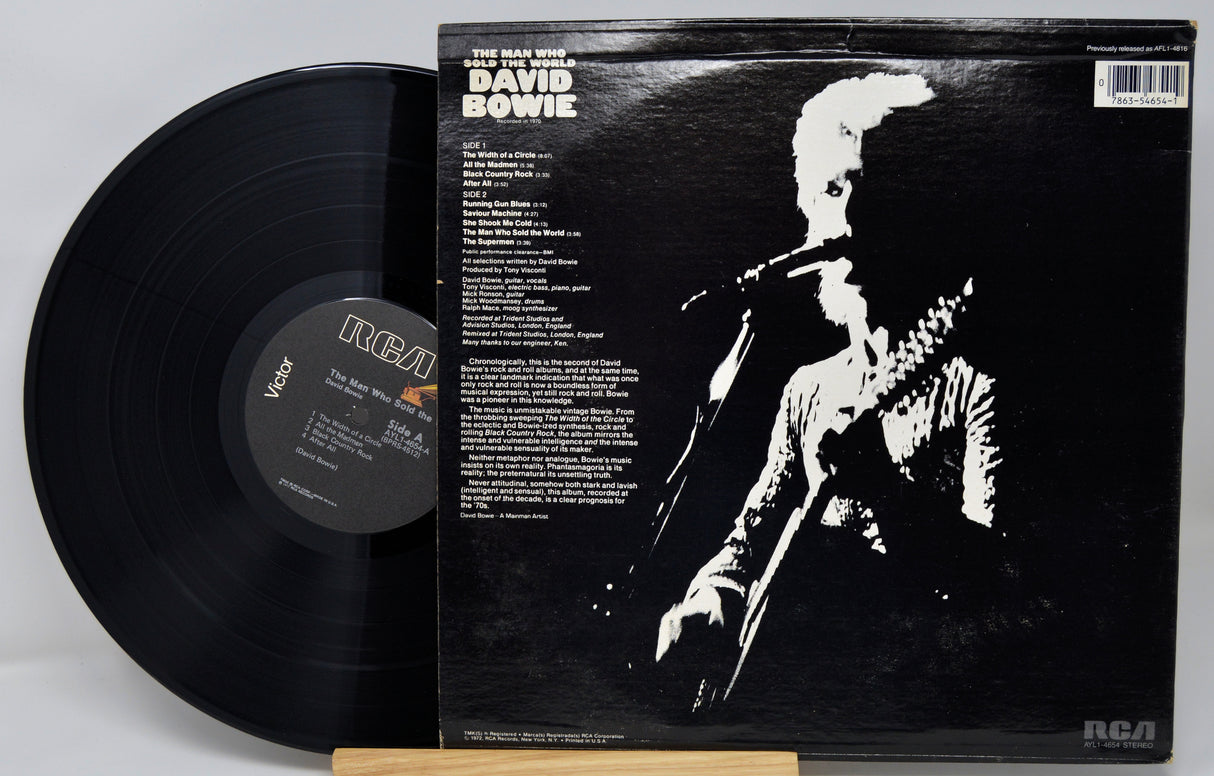 THE MAN WHO
SOLD THE WORLD
DAVID
BOWIE
Recorded in 1970
SIDE 1
The Width of a Circle (8:07)
All the Madmen (5:38)
Black Country Rock (3:33)
After All (3:52)
SIDE 2
Running Gun Blues (3:12)
Saviour Machine (4:27)
She Shook Me Cold (4:13)
The Man Who Sold the World (3:58)
The Supermen (3:39)
Public performance clearance—BMI
All selections written by David Bowie
Produced by Tony Visconti
David Bowie, guitar, vocals
Tony Visconti, electric bass, piano, guitar
Mick Ronson, guitar
Mick Woodmansey, drums
Ralph Mace, moog synthesizer
Recorded at Trident Studios and
Advision Studios, London, England
Remixed at Trident Studios, London, England
Many thanks to our engineer, Ken.
Chronologically, this is the second of David
Bowie's rock and roll albums, and at the same time,
it is a clear landmark indication that what was once
only rock and roll is now a boundless form of
musical expression, yet still rock and roll. Bowie
was a pioneer in this knowledge.
The music is unmistakable vintage Bowie. From
the throbbing sweeping The Width of the Circle to
the eclectic and Bowie-ized synthesis, rock and
rolling Black Country Rock, the album mirrors the
intense and vulnerable intelligence and the intense
and vulnerable sensuality of its maker.
Neither metaphor nor analogue, Bowie's music
insists on its own reality. Phantasmagoria is its
reality; the preternatural its unsettling truth.
Never attitudinal, somehow both stark and lavish
(intelligent and sensual), this album, recorded at
the onset of the decade, is a clear prognosis for
the '70s.
David Bowie – A Mainman Artist
TMK(S) ® Registered • Marca(s) Registrada(s) RCA Corporation
© 1972, RCA Records, New York, N.Y. • Printed in U.S.A.
Previously released as AFL1-4816
0
7863-54654-1
RCA
AYL1-4654 STEREO
RCA
Victor
The Man Who Sold the
David Bowie
Side A
AYL1-4654-A
(BPRS-4512)
1 The Width of a Circle
2 All the Madmen
3 Black Country Rock
4 After All
(David Bowie)